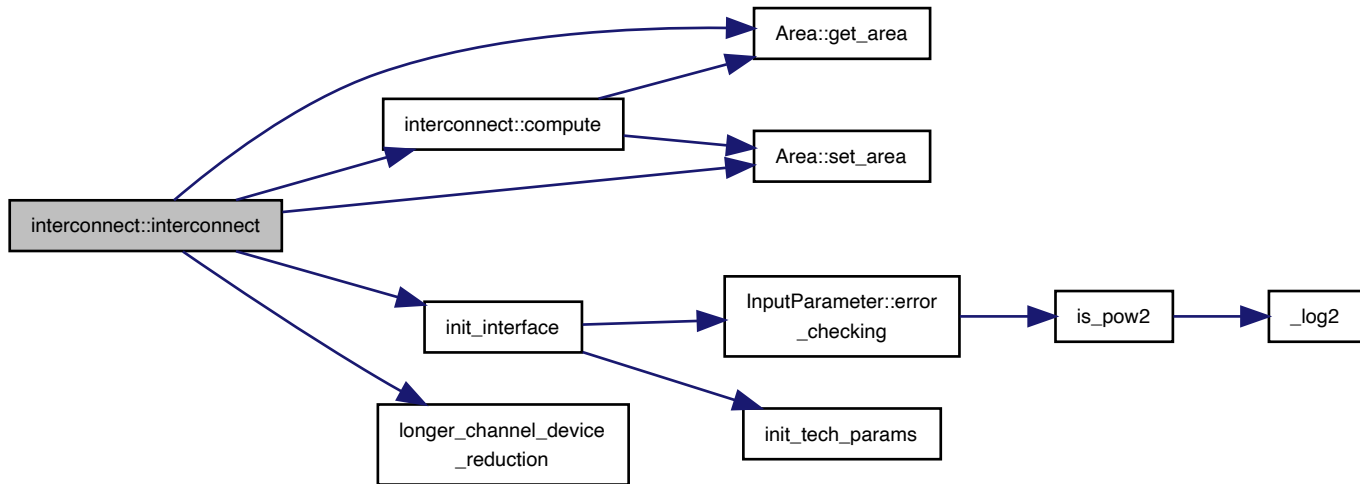 Area::get_area
interconnect::compute
Area::set_area
interconnect::interconnect
InputParameter::error
_checking
is_pow2
_log2
init_interface
longer_channel_device
_reduction
init_tech_params